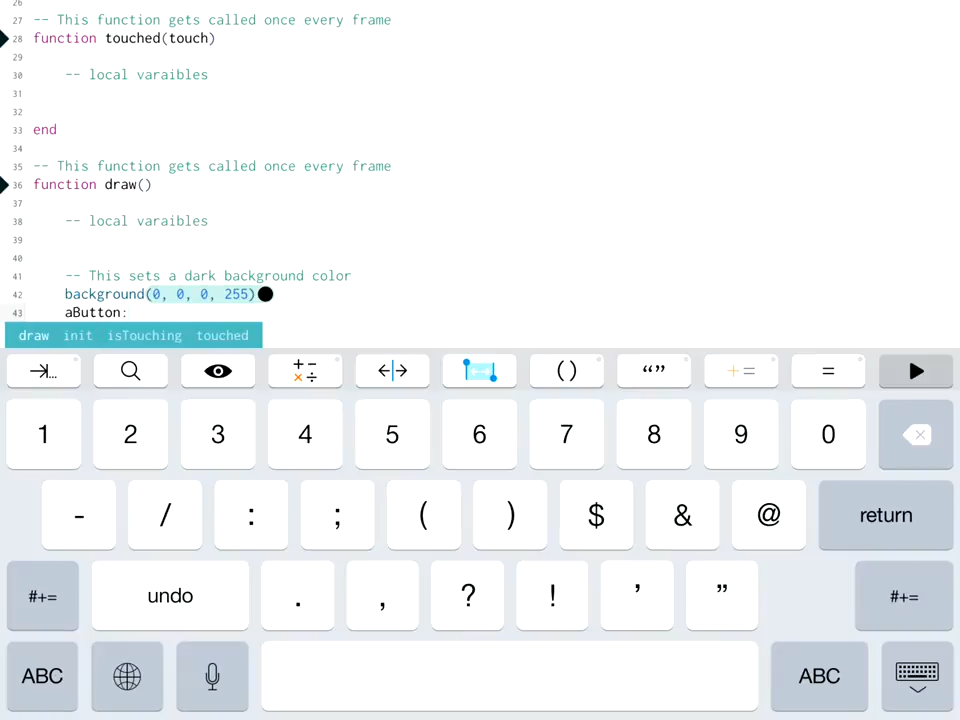 26
27 -- This function gets called once every frame
28 function touched(touch)
29
30 -- local varaibles
31
32
33 end
34
35 -- This function gets called once every frame
36 function draw()
37
38 -- local varaibles
39
40
41 -- This sets a dark background color
42 background(0, 0, 0, 255)
43 aButton:
draw init isTouching touched
...
+ - × ÷
( ) “” += =
1 2 3 4 5 6 7 8 9 0
- / : ; ( ) $ & @ return
#+= undo . , ? ! ’ ” #+=
ABC ABC